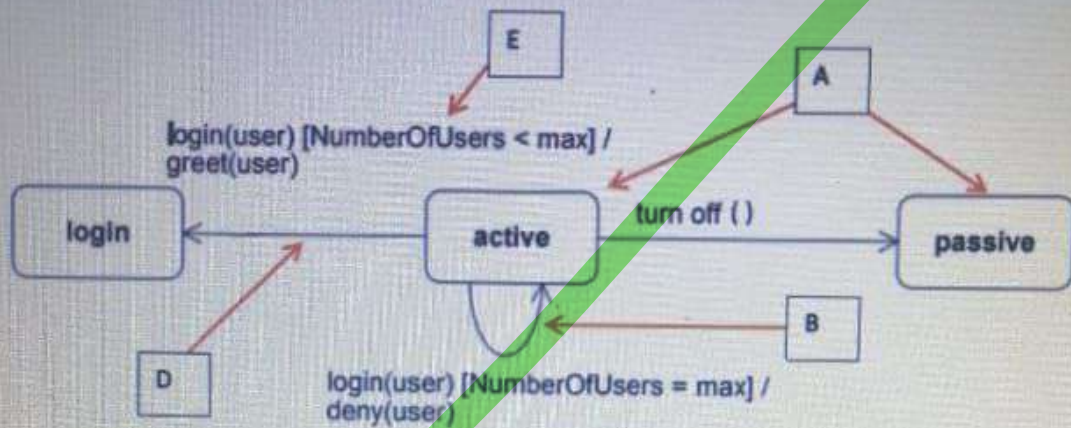 E
A
login(user) [NumberOfUsers < max] /
greet(user)
login
active
turn off ( )
passive
B
D
login(user) [NumberOfUsers = max] /
deny(user)